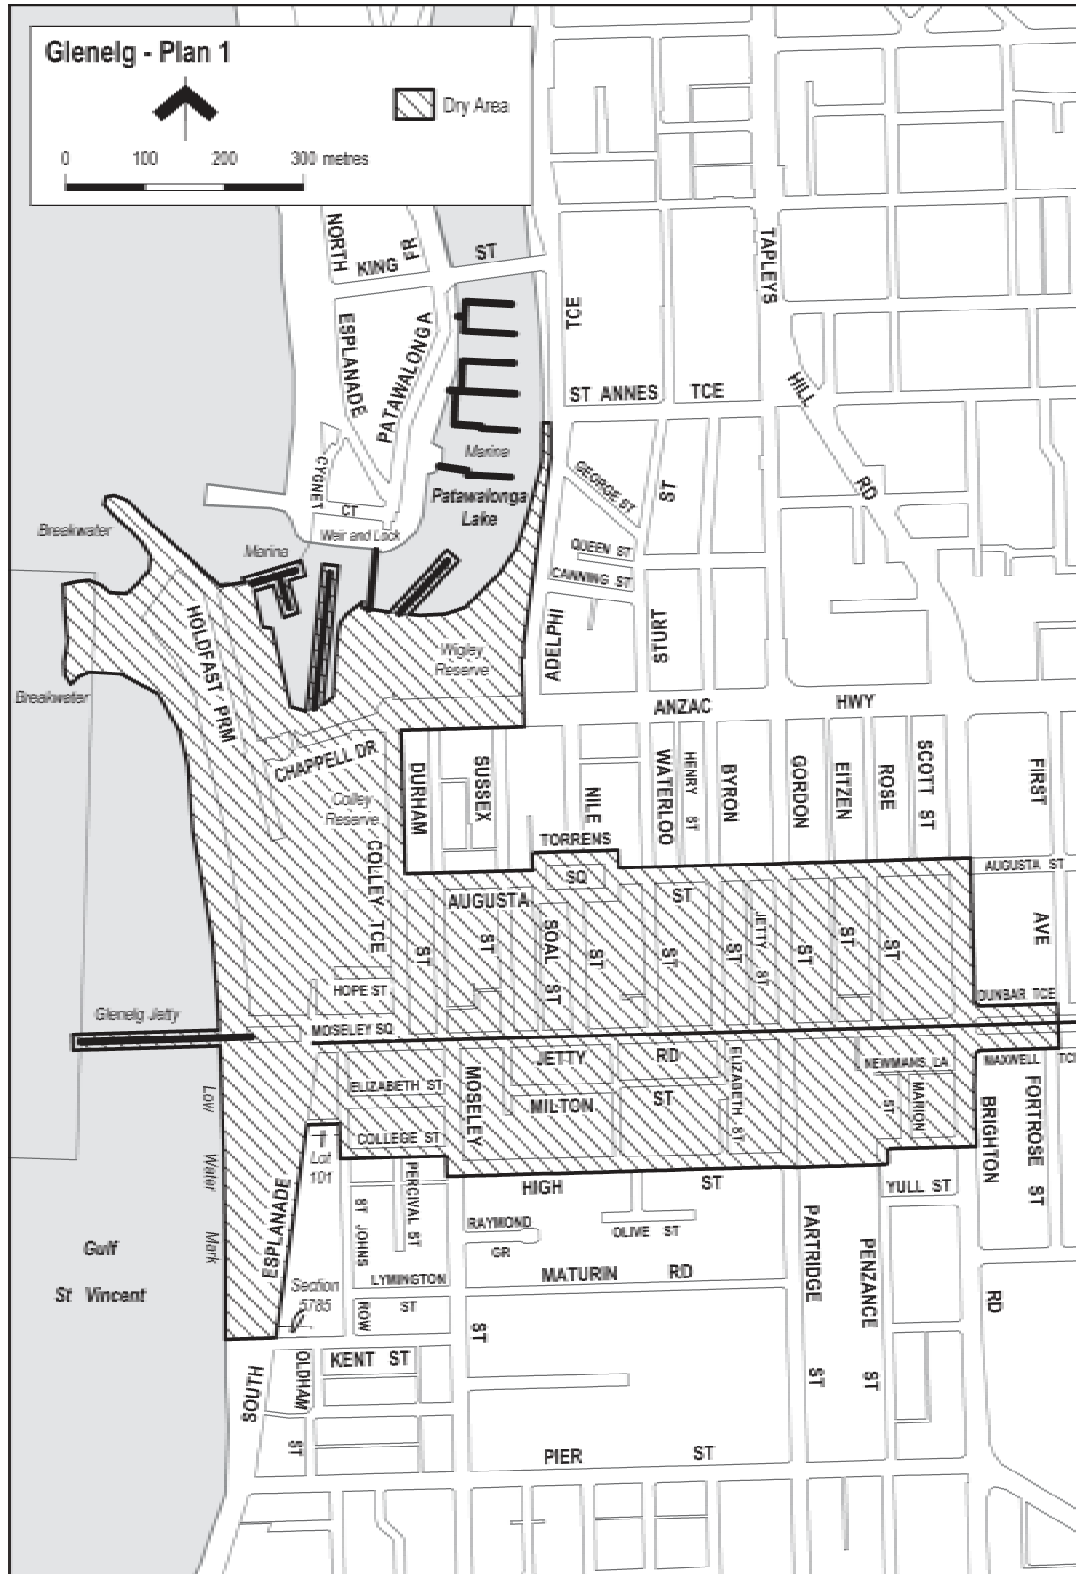 Glenelg - Plan 1
Dry Area
0 100 200 300 metres
NORTH
KING
ST
FR
TAPLEYS
ESPLANADE
PATAWALONGA
TCE
ST ANNES TCE
HILL
Marina
Patawalonga
Lake
CYGNET
CT
GEORGE ST
ST
RD
Breakwater
Marina
Weir and Lock
QUEEN ST
CANNING ST
HOLDFAST PRM
Wigley
Reserve
ADELPHI
STURT
Breakwater
ANZAC HWY
CHAPPELL DR
Colley
Reserve
DURHAM
SUSSEX
NILE
WATERLOO
HENRY ST
BYRON
GORDON
EITZEN
ROSE
SCOTT ST
FIRST
TORRENS
SQ
COLLEY TCE
AUGUSTA
ST
AUGUSTA ST
ST
ST
SOAL ST
ST
ST
ST
JETTY ST
ST
ST
ST
AVE
HOPE ST
DUNBAR TCE
Glenelg Jetty
MOSELEY SQ
JETTY RD
NEWMANS LA
MAXWELL TCE
Low Water Mark
ELIZABETH ST
MOSELEY
MILTON ST
ELIZABETH ST
ST
MARION
BRIGHTON
FORTROSE ST
COLLEGE ST
Lot
101
PERCIVAL ST
HIGH ST
YULL ST
ESPLANADE
ST JOHNS
RAYMOND
GR
OLIVE ST
PARTRIDGE
PENZANCE
Gulf
St Vincent
LYMINGTON
ST
MATURIN RD
Section
5785
ROW
RD
ST
KENT ST
SOUTH
OLDHAM
ST
ST
ST
PIER ST